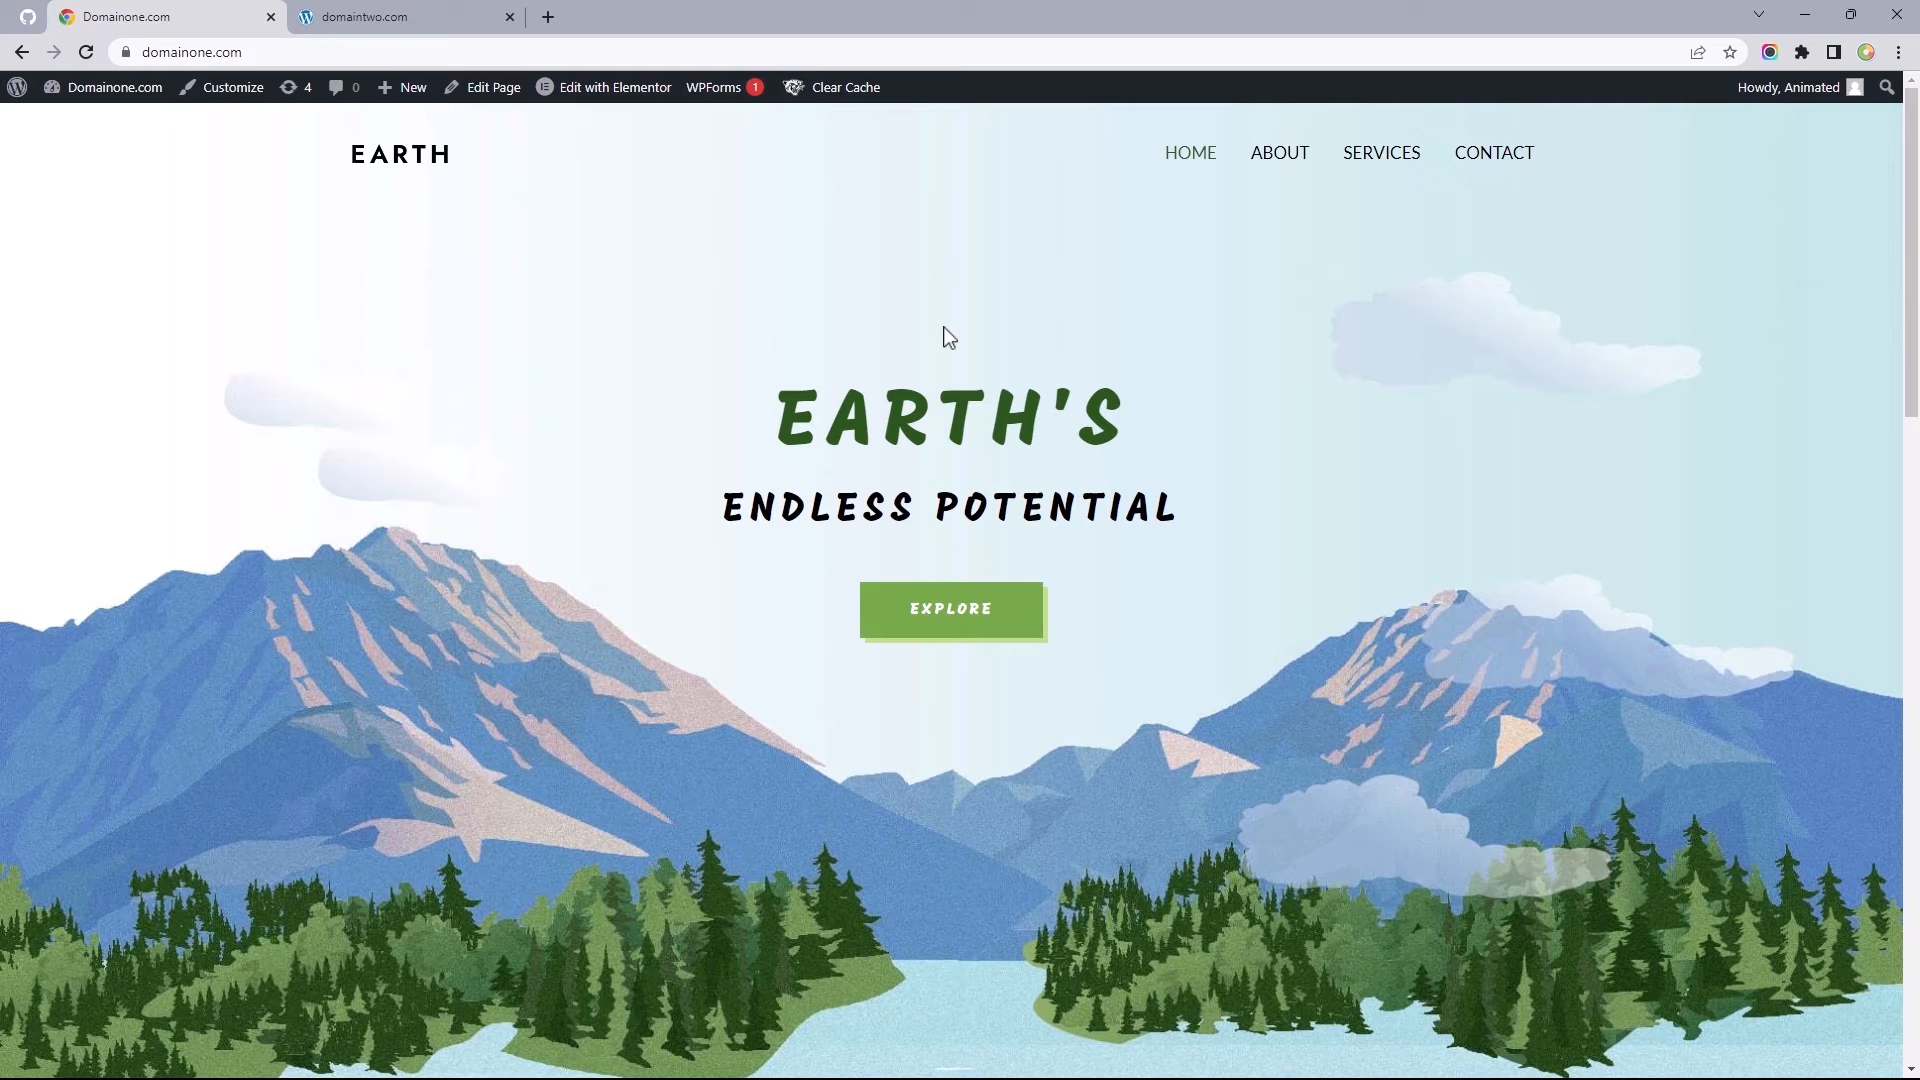 Domainone.com
domaintwo.com
domainone.com
Domainone.com Customize 4 0 New Edit Page Edit with Elementor WPForms 1 Clear Cache Howdy, Animated
EARTH
HOME ABOUT SERVICES CONTACT
EARTH'S
ENDLESS POTENTIAL
EXPLORE